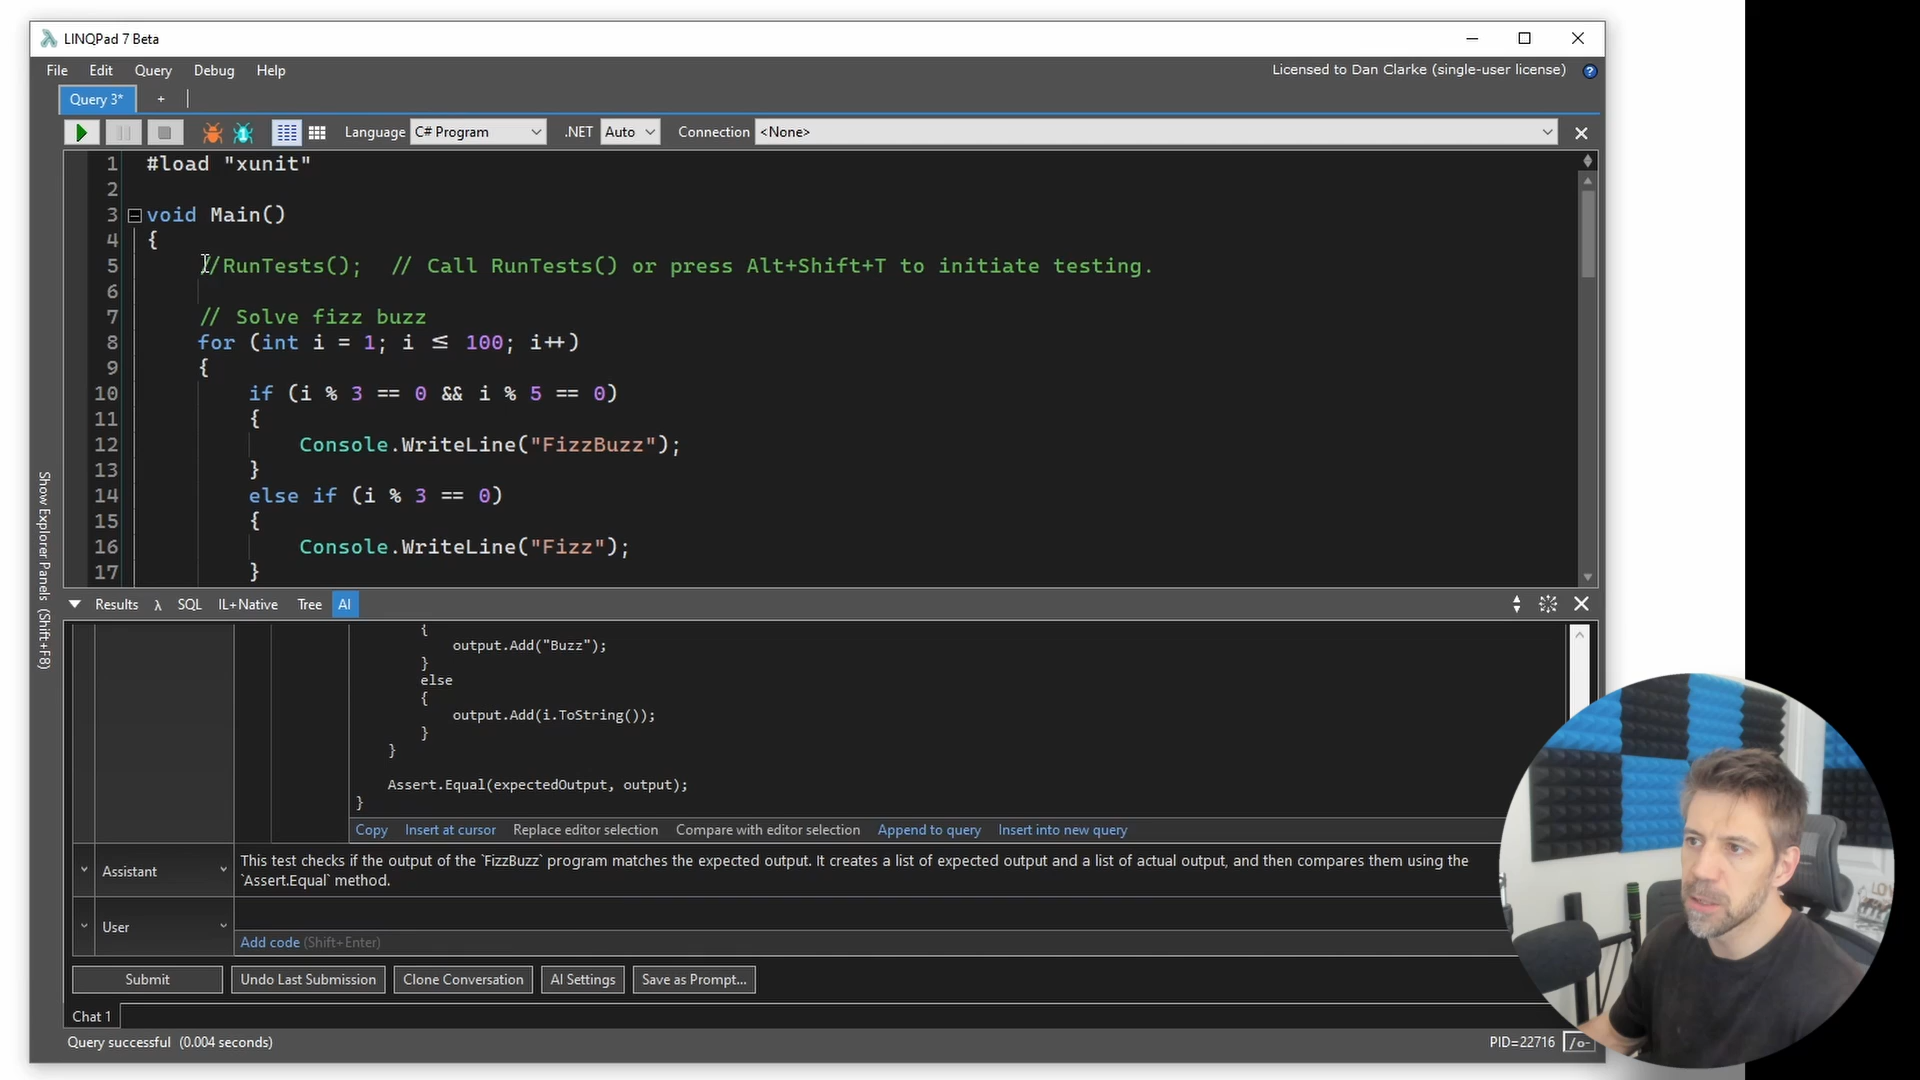 LINQPad 7 Beta
File Edit Query Debug Help
Licensed to Dan Clarke (single-user license) ?
Query 3* +
Language C# Program .NET Auto Connection <None>
1 #load "xunit"
2
3 void Main()
4 {
5 //RunTests(); // Call RunTests() or press Alt+Shift+T to initiate testing.
6
7 // Solve fizz buzz
8 for (int i = 1; i ≤ 100; i++)
9 {
10 if (i % 3 == 0 && i % 5 == 0)
11 {
12 Console.WriteLine("FizzBuzz");
13 }
14 else if (i % 3 == 0)
15 {
16 Console.WriteLine("Fizz");
17 }
Show Explorer Panels (Shift+F8)
Results λ SQL IL+Native Tree AI
{
output.Add("Buzz");
}
else
{
output.Add(i.ToString());
}
}
Assert.Equal(expectedOutput, output);
}
Copy Insert at cursor Replace editor selection Compare with editor selection Append to query Insert into new query
Assistant
This test checks if the output of the `FizzBuzz` program matches the expected output. It creates a list of expected output and a list of actual output, and then compares them using the
`Assert.Equal` method.
User
Add code (Shift+Enter)
Submit Undo Last Submission Clone Conversation AI Settings Save as Prompt...
Chat 1
Query successful (0.004 seconds)
PID=22716 /o-